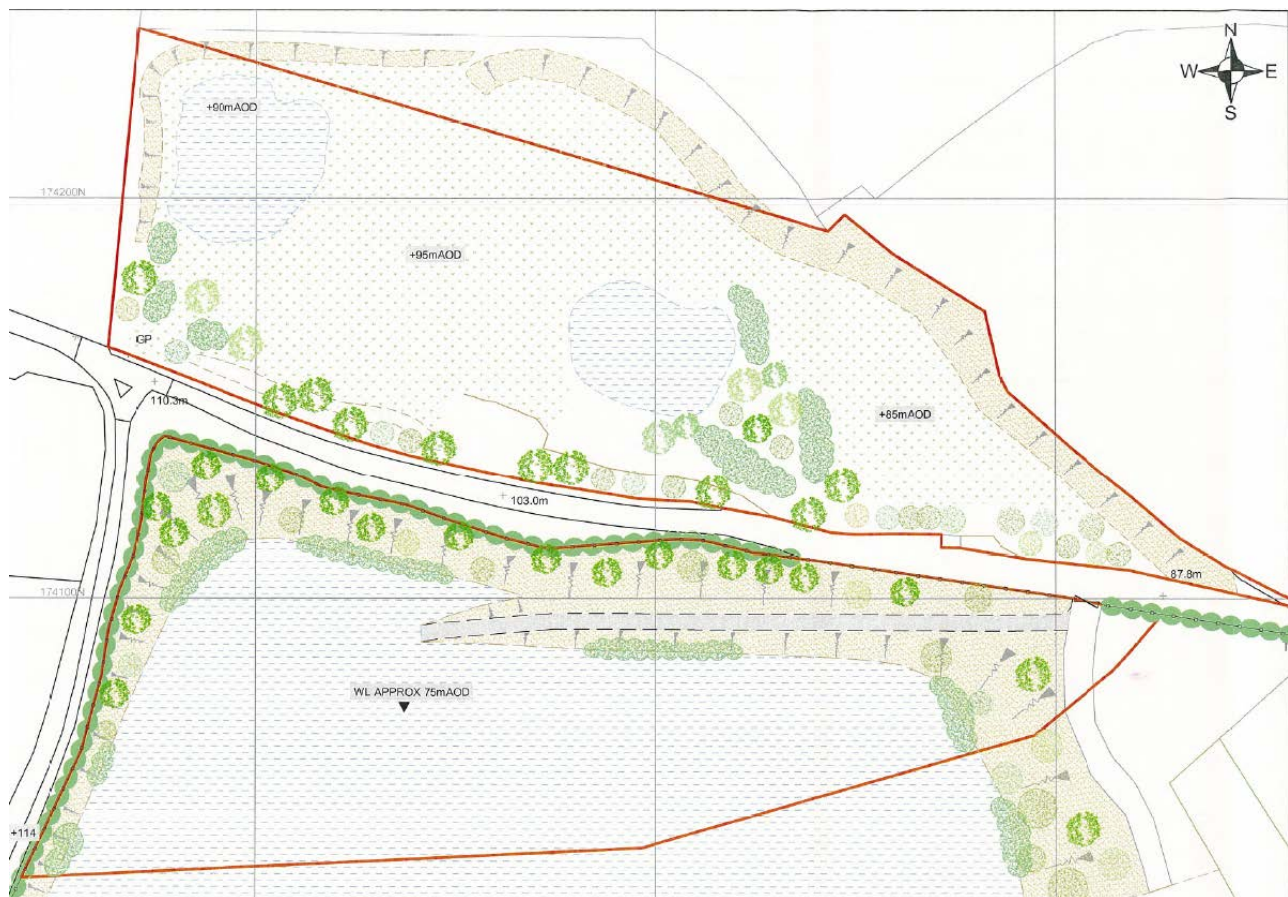 N
W E
S
+90mAOD
174200N
+95mAOD
GP
110.3m
+85mAOD
103.0m
87.8m
174100N
WL APPROX 75mAOD
+114